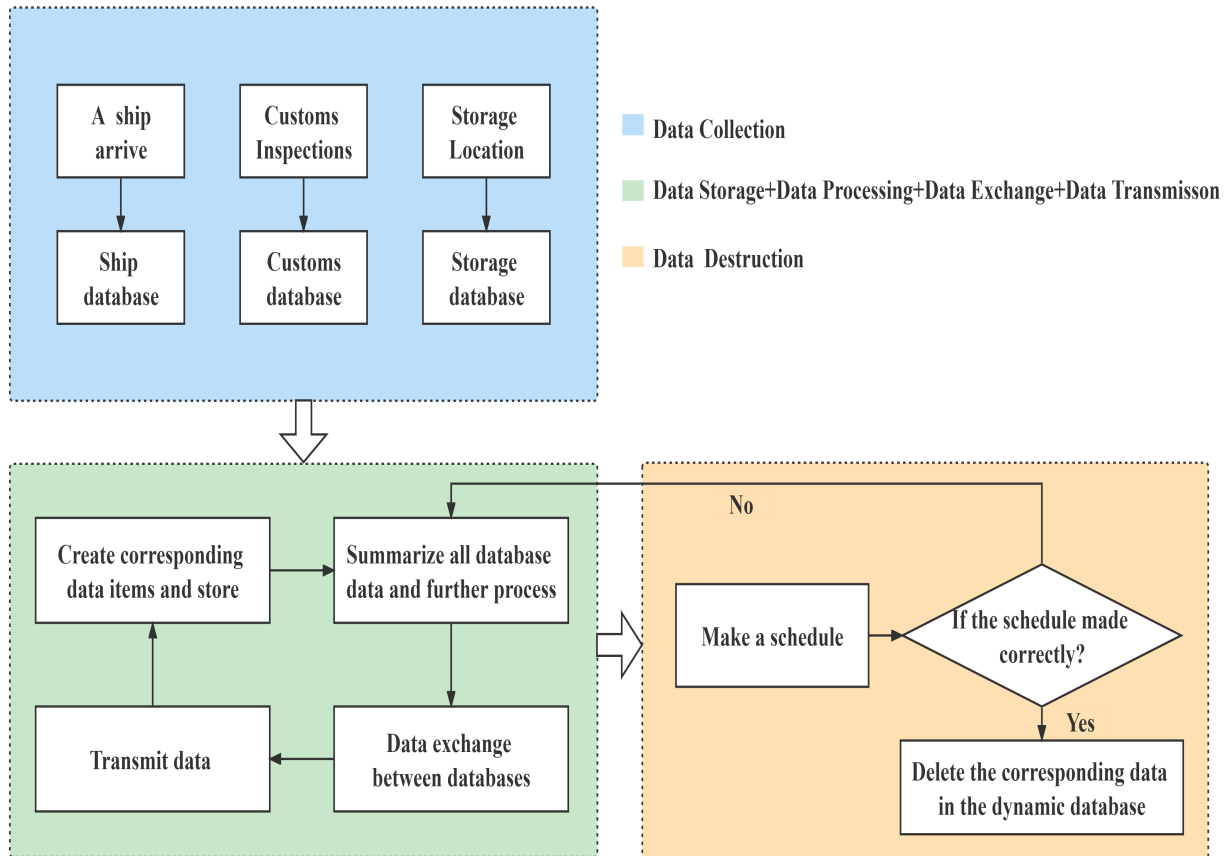 A ship
arrive
Customs
Inspections
Storage
Location
Ship
database
Customs
database
Storage
database
Data Collection
Data Storage+Data Processing+Data Exchange+Data Transmisson
Data Destruction
Create corresponding
data items and store
Summarize all database
data and further process
Transmit data
Data exchange
between databases
No
Make a schedule
If the schedule made
correctly?
Yes
Delete the corresponding data
in the dynamic database